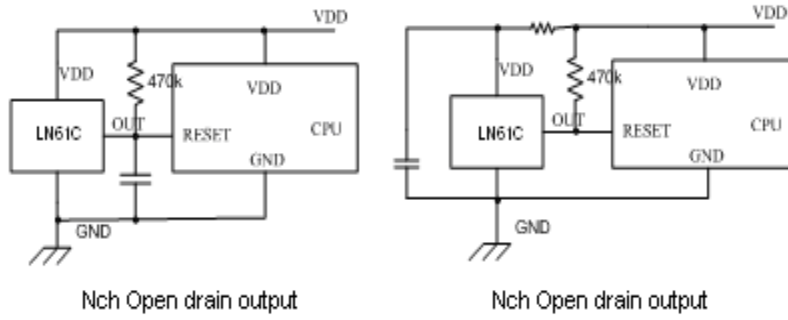 VDD
VDD
470k
VDD
LN61C
OUT
RESET
CPU
GND
GND
Nch Open drain output
VDD
VDD
470k
VDD
LN61C
OUT
RESET
CPU
GND
GND
Nch Open drain output